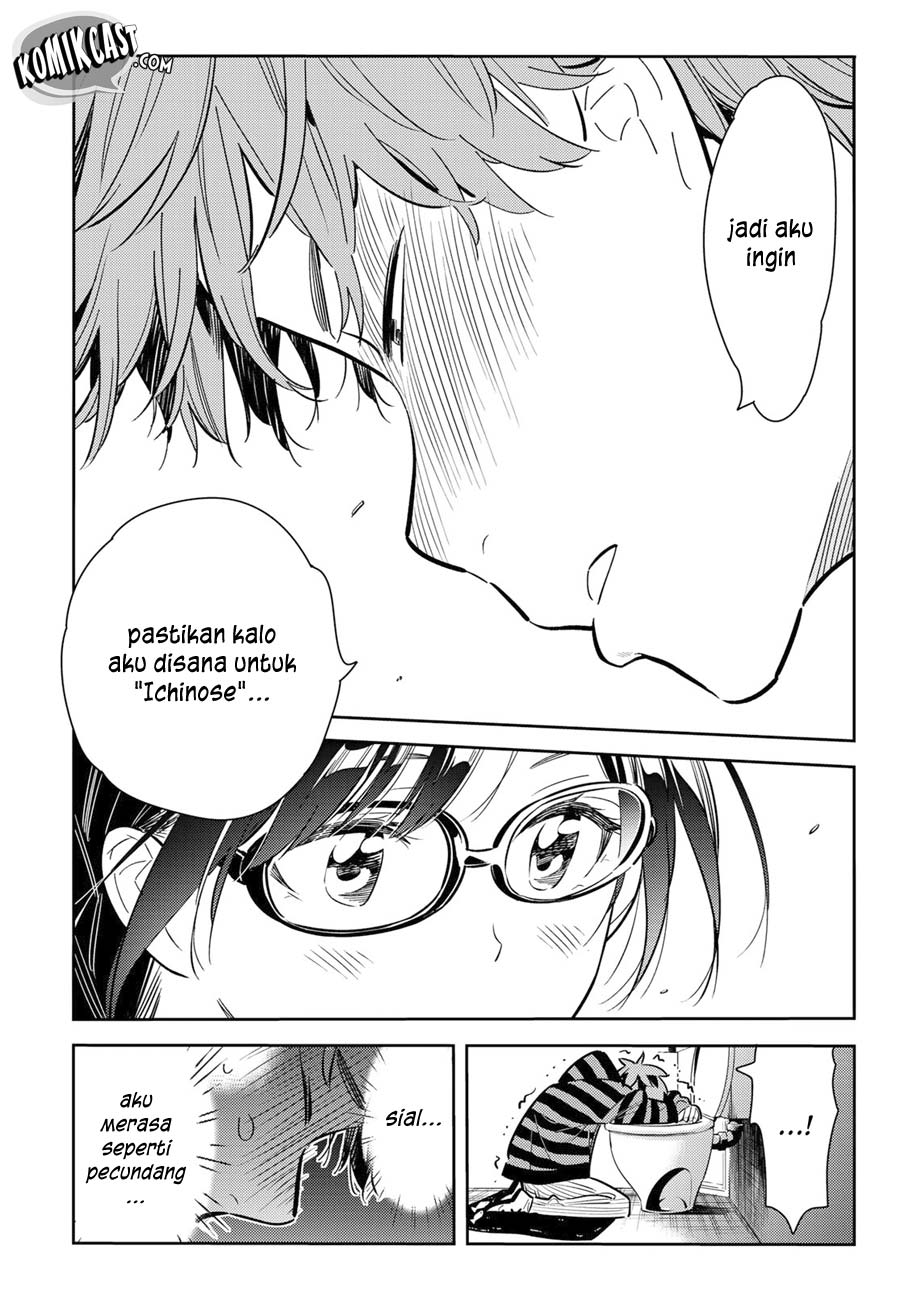 KOMIKCAST
.COM
jadi aku
ingin
pastikan kalo
aku disana untuk
"Ichinose"...
...!
sial...
aku
merasa
seperti
pecundang
...